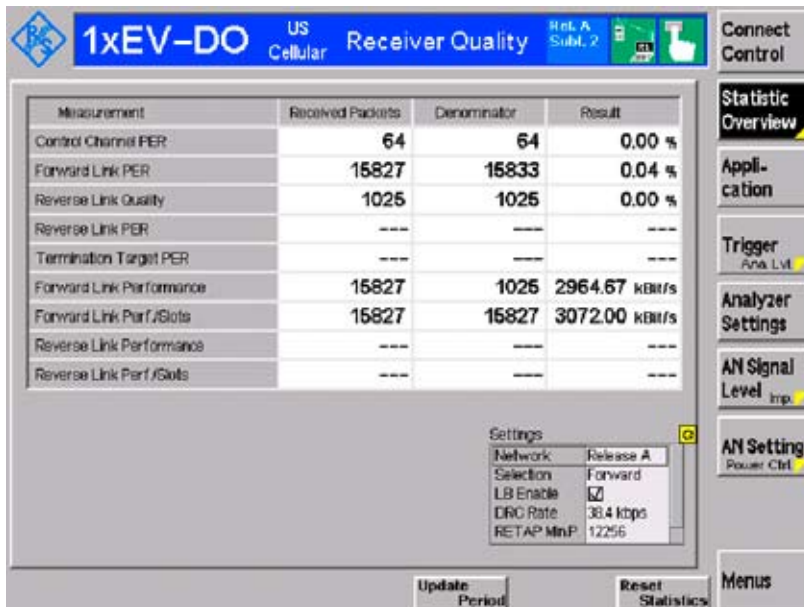 R&S 1xEV-DO US Cellular Receiver Quality Rel. A Subt. 2
Connect Control
Statistic Overview
Appli-cation
Trigger Ana. Lvl.
Analyzer Settings
AN Signal Level Imp.
AN Setting Power Ctrl
Menus
Measurement Received Packets Denominator Result
Control Channel PER 64 64 0.00 %
Forward Link PER 15827 15833 0.04 %
Reverse Link Quality 1025 1025 0.00 %
Reverse Link PER --- --- ---
Termination Target PER --- --- ---
Forward Link Performance 15827 1025 2964.67 kBit/s
Forward Link Perf./Slots 15827 15827 3072.00 kBit/s
Reverse Link Performance --- --- ---
Reverse Link Perf./Slots --- --- ---
Settings
Network Release A
Selection Forward
LB Enable
DRC Rate 38.4 kbps
RETAP Min.P 12256
Update Period
Reset Statistics